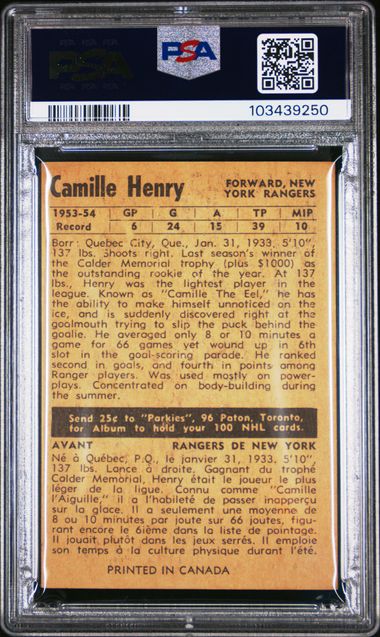 PSA
PSA
103439250
Camille Henry FORWARD, NEW
YORK RANGERS
1953-54 GP G A TP MIP
Record 6 24 15 39 10
Born: Quebec City, Que., Jan. 31, 1933. 5'10",
137 lbs. Shoots right. Last season's winner of
the Calder Memorial trophy (plus $1000) as
the outstanding rookie of the year. At 137
lbs., Henry was the lightest player in the
league. Known as "Camille The Eel," he has
the ability to make himself unnoticed on the
ice, and is suddenly discovered right at the
goalmouth trying to slip the puck behind the
goalie. He averaged only 8 or 10 minutes a
game for 66 games yet wound up in 6th
slot in the goal-scoring parade. He ranked
second in goals, and fourth in points among
Ranger players. Was used mostly on power-
plays. Concentrated on body-building during
the summer.
Send 25¢ to "Parkies", 96 Paton, Toronto,
for Album to hold your 100 NHL cards.
AVANT RANGERS DE NEW YORK
Né à Québec, P.Q., le janvier 31, 1933. 5'10".
137 lbs. Lance à droite. Gagnant du trophé
Calder Memorial, Henry était le joueur le plus
léger de la ligue. Connu comme "Camille
l'Aiguille," il a l'habileté de passer inapperçu
sur la glace. Il a seulement une moyenne de
8 ou 10 minutes par joute sur 66 joutes, figu-
rant encore le 6ième dans la liste de pointage.
Il jouait plutôt dans les jeux serrés. Il emploie
son temps à la culture physique durant l'été.
PRINTED IN CANADA